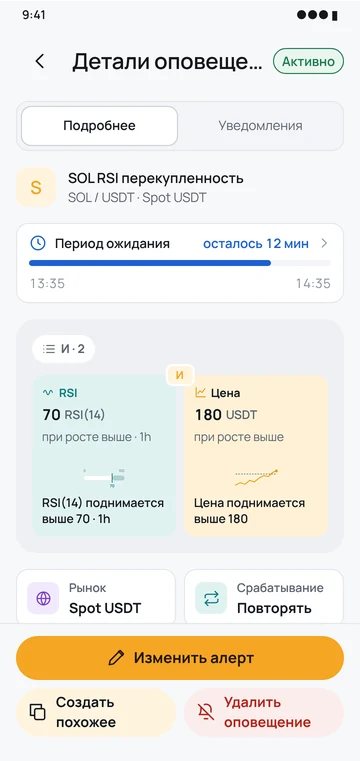 9:41
Детали оповеще...
Активно
Подробнее
Уведомления
S
SOL RSI перекупленность
SOL / USDT · Spot USDT
Период ожидания
осталось 12 мин
13:35
14:35
И · 2
И
RSI
70 RSI(14)
при росте выше · 1h
70
RSI(14) поднимается
выше 70 · 1h
Цена
180 USDT
при росте выше
Цена поднимается
выше 180
Рынок
Spot USDT
Срабатывание
Повторять
Изменить алерт
Создать
похожее
Удалить
оповещение